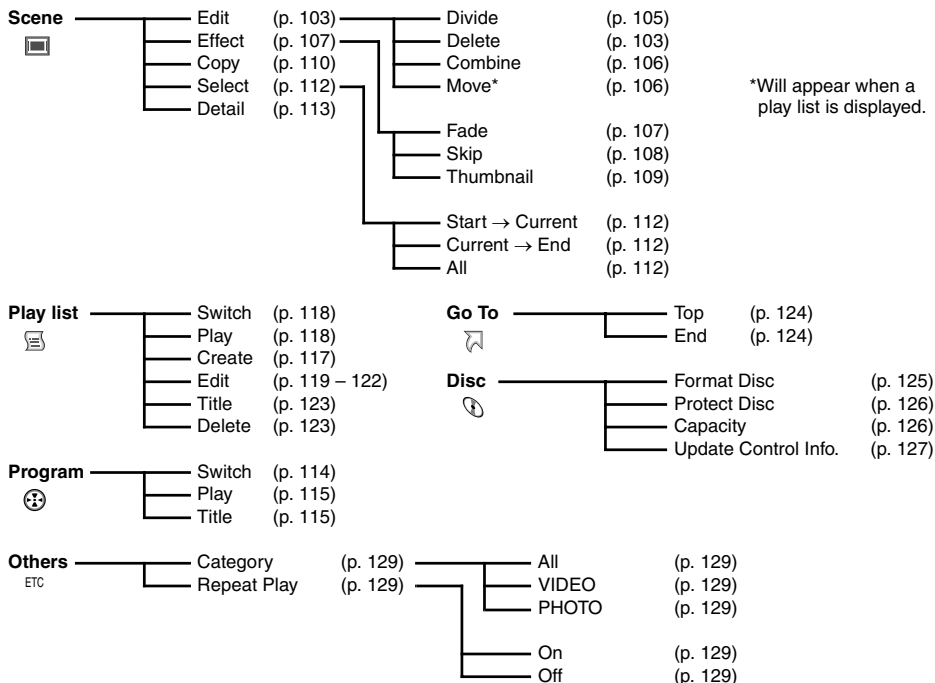 Scene Edit (p. 103) Divide (p. 105)
Effect (p. 107) Delete (p. 103)
Copy (p. 110) Combine (p. 106)
Select (p. 112) Move* (p. 106) *Will appear when a
Detail (p. 113) play list is displayed.
Fade (p. 107)
Skip (p. 108)
Thumbnail (p. 109)
Start → Current (p. 112)
Current → End (p. 112)
All (p. 112)
Play list Switch (p. 118)
Play (p. 118)
Create (p. 117)
Edit (p. 119 – 122)
Title (p. 123)
Delete (p. 123)
Go To Top (p. 124)
End (p. 124)
Disc Format Disc (p. 125)
Protect Disc (p. 126)
Capacity (p. 126)
Update Control Info. (p. 127)
Program Switch (p. 114)
Play (p. 115)
Title (p. 115)
Others Category (p. 129) All (p. 129)
ETC Repeat Play (p. 129) VIDEO (p. 129)
PHOTO (p. 129)
On (p. 129)
Off (p. 129)